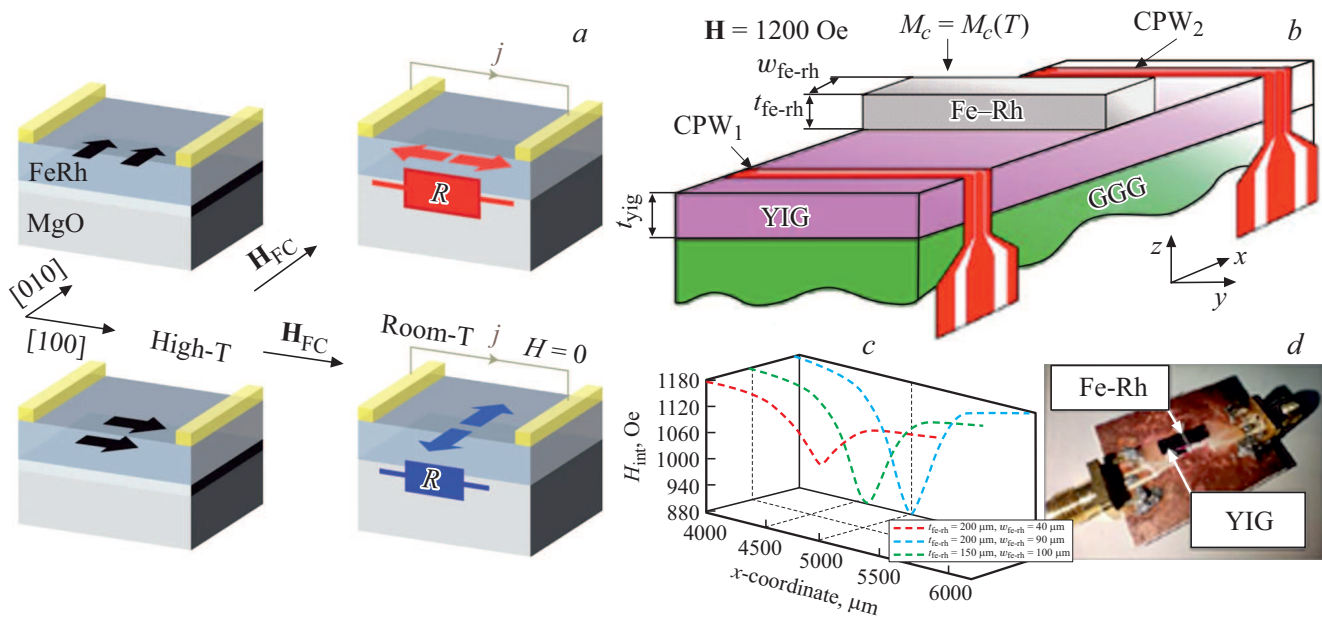 a
j
FeRh
MgO
R
H_FC
[010]
[100]
High-T
H_FC
Room-T
j
H = 0
R
b
H = 1200 Oe
M_c = M_c(T)
CPW_2
w_fe-rh
t_fe-rh
Fe–Rh
CPW_1
t_yig
YIG
GGG
z
x
y
c
1180
1120
1060
1000
940
880
H_int, Oe
4000
4500
5000
5500
6000
x-coordinate, μm
t_fe-rh = 200 μm, w_fe-rh = 40 μm
t_fe-rh = 200 μm, w_fe-rh = 90 μm
t_fe-rh = 150 μm, w_fe-rh = 100 μm
d
Fe-Rh
YIG